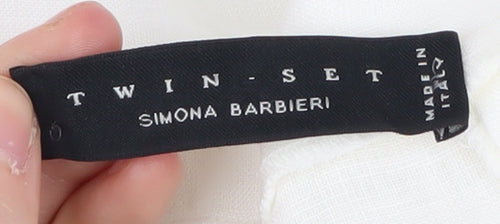 TWIN-SET
SIMONA BARBIERI
MADE IN
ITALY